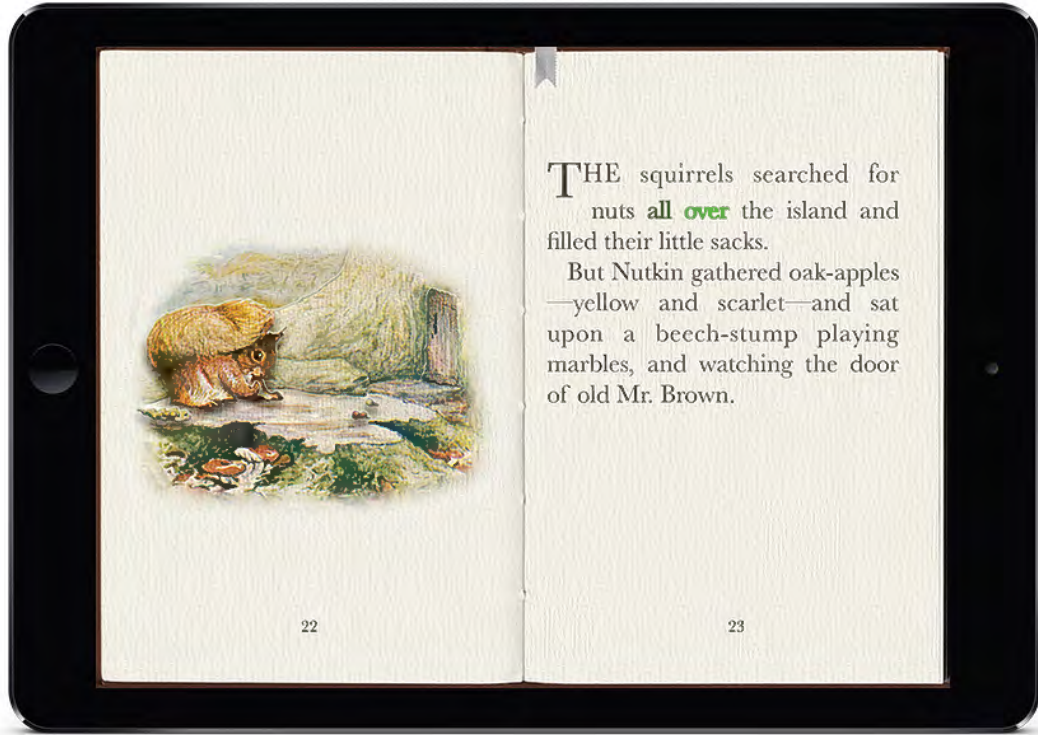 THE squirrels searched for
nuts all over the island and
filled their little sacks.
But Nutkin gathered oak-apples
—yellow and scarlet—and sat
upon a beech-stump playing
marbles, and watching the door
of old Mr. Brown.
22
23